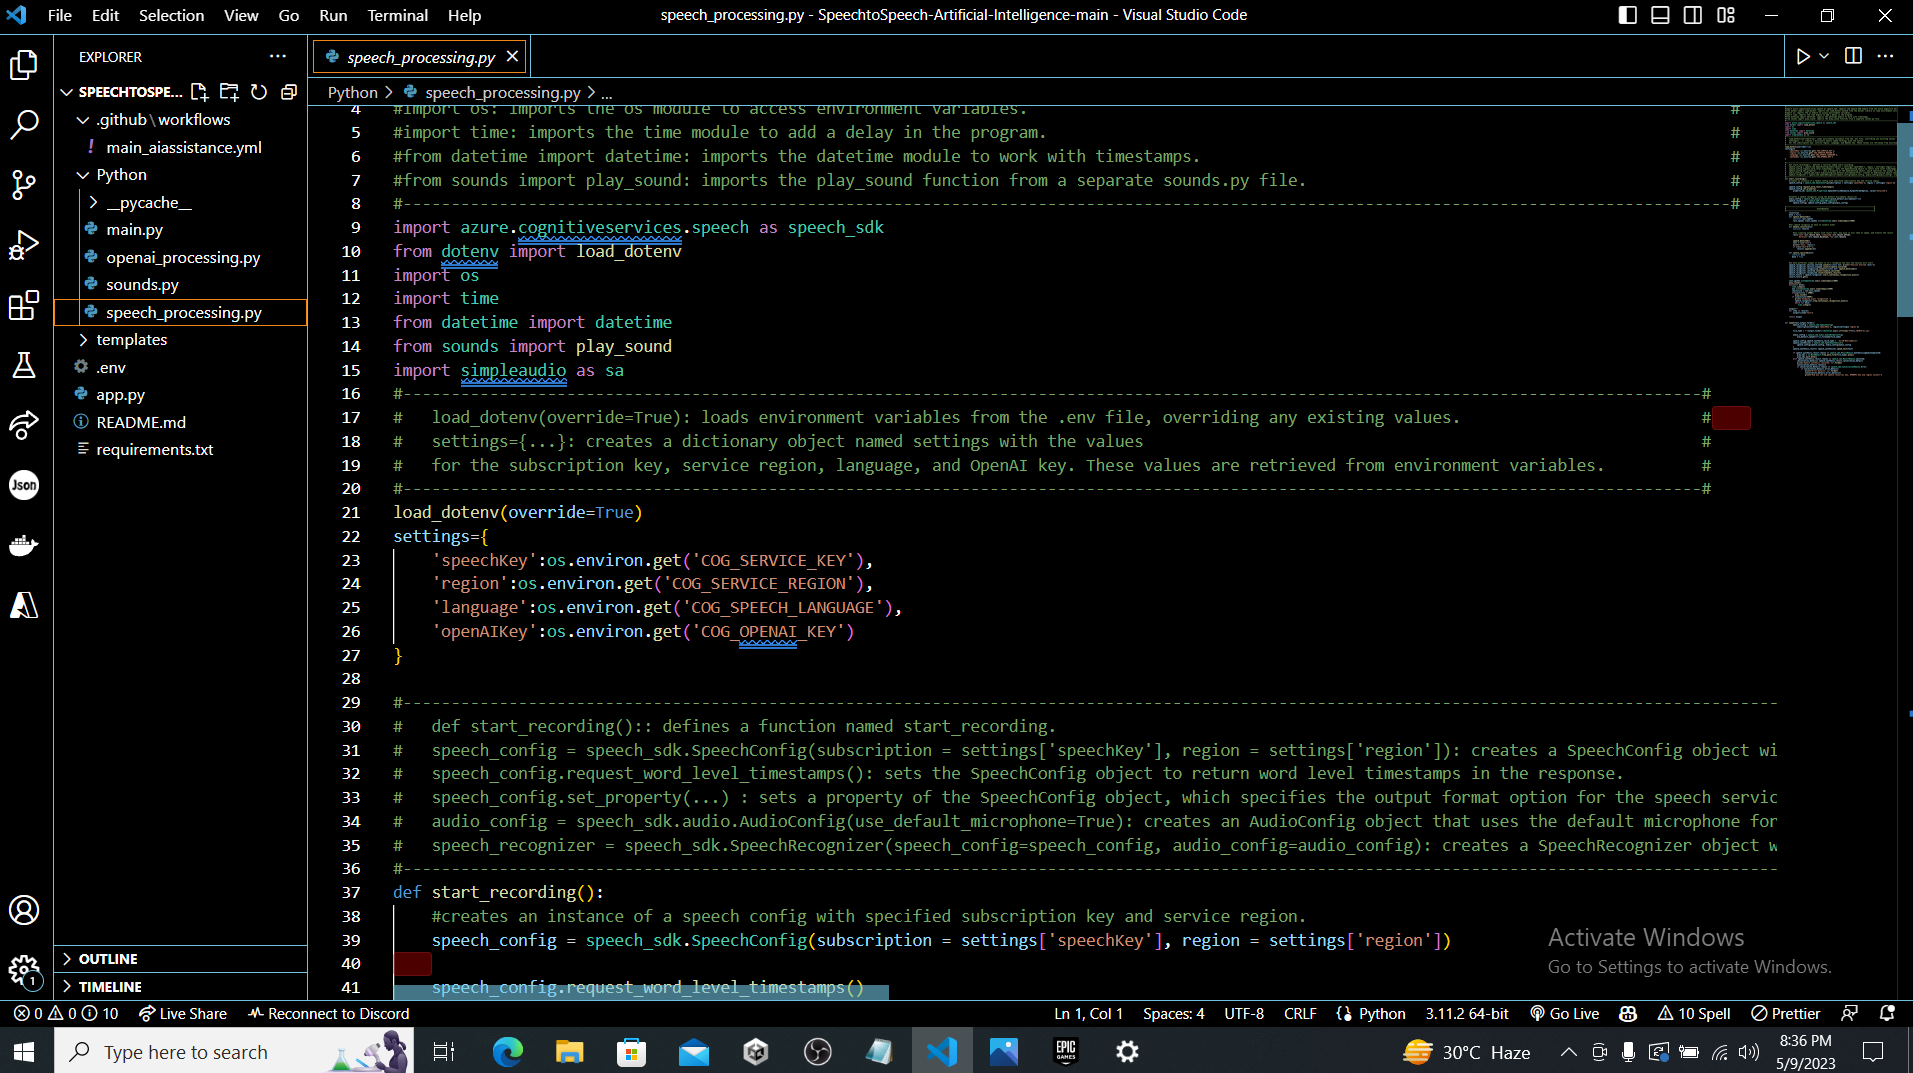 File Edit Selection View Go Run Terminal Help
speech_processing.py - SpeechtoSpeech-Artificial-Intelligence-main - Visual Studio Code
EXPLORER
SPEECHTOSPE...
.github\workflows
! main_aiassistance.yml
Python
__pycache__
main.py
openai_processing.py
sounds.py
speech_processing.py
templates
.env
app.py
README.md
requirements.txt
OUTLINE
TIMELINE
Json
1
speech_processing.py
Python > speech_processing.py > ...
4 #import os: imports the os module to access environment variables. #
5 #import time: imports the time module to add a delay in the program. #
6 #from datetime import datetime: imports the datetime module to work with timestamps. #
7 #from sounds import play_sound: imports the play_sound function from a separate sounds.py file. #
8 #-----------------------------------------------------------------------------------------------------------------------------------------#
9 import azure.cognitiveservices.speech as speech_sdk
10 from dotenv import load_dotenv
11 import os
12 import time
13 from datetime import datetime
14 from sounds import play_sound
15 import simpleaudio as sa
16 #---------------------------------------------------------------------------------------------------------------------------------------#
17 # load_dotenv(override=True): loads environment variables from the .env file, overriding any existing values. #
18 # settings={...}: creates a dictionary object named settings with the values #
19 # for the subscription key, service region, language, and OpenAI key. These values are retrieved from environment variables. #
20 #---------------------------------------------------------------------------------------------------------------------------------------#
21 load_dotenv(override=True)
22 settings={
23 'speechKey':os.environ.get('COG_SERVICE_KEY'),
24 'region':os.environ.get('COG_SERVICE_REGION'),
25 'language':os.environ.get('COG_SPEECH_LANGUAGE'),
26 'openAIKey':os.environ.get('COG_OPENAI_KEY')
27 }
28
29 #-----------------------------------------------------------------------------------------------------------------------------------------------
30 # def start_recording():: defines a function named start_recording.
31 # speech_config = speech_sdk.SpeechConfig(subscription = settings['speechKey'], region = settings['region']): creates a SpeechConfig object wi
32 # speech_config.request_word_level_timestamps(): sets the SpeechConfig object to return word level timestamps in the response.
33 # speech_config.set_property(...) : sets a property of the SpeechConfig object, which specifies the output format option for the speech servic
34 # audio_config = speech_sdk.audio.AudioConfig(use_default_microphone=True): creates an AudioConfig object that uses the default microphone for
35 # speech_recognizer = speech_sdk.SpeechRecognizer(speech_config=speech_config, audio_config=audio_config): creates a SpeechRecognizer object w
36 #-----------------------------------------------------------------------------------------------------------------------------------------------
37 def start_recording():
38 #creates an instance of a speech config with specified subscription key and service region.
39 speech_config = speech_sdk.SpeechConfig(subscription = settings['speechKey'], region = settings['region'])
40
41 speech_config.request_word_level_timestamps()
Activate Windows
Go to Settings to activate Windows.
0 0 10 Live Share Reconnect to Discord Ln 1, Col 1 Spaces: 4 UTF-8 CRLF Python 3.11.2 64-bit Go Live 10 Spell Prettier
Type here to search
EPIC GAMES
30°C Haze
8:36 PM
5/9/2023